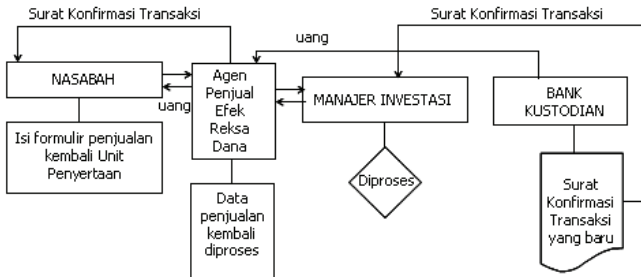 Surat Konfirmasi Transaksi
Surat Konfirmasi Transaksi
uang
NASABAH
uang
Agen
Penjual
Efek
Reksa
Dana
MANAJER INVESTASI
BANK
KUSTODIAN
Isi formulir penjualan
kembali Unit
Penyertaan
Data
penjualan
kembali
diproses
Diproses
Surat
Konfirmasi
Transaksi
yang baru